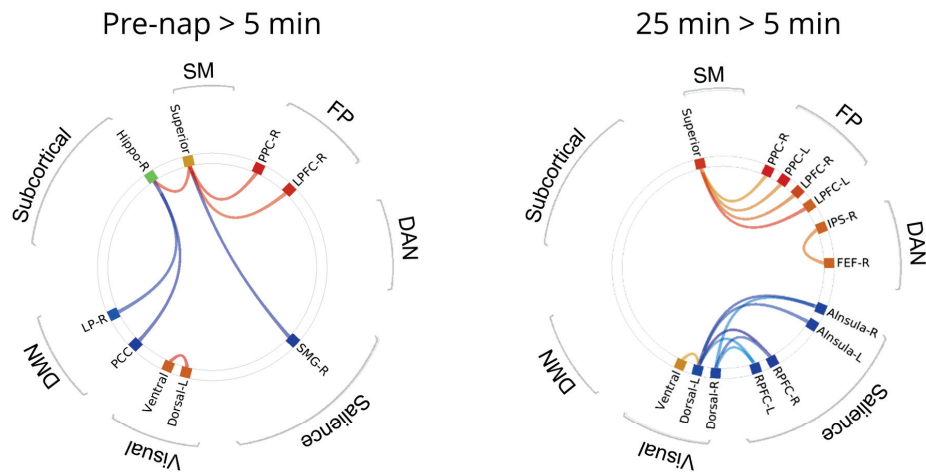 Pre-nap > 5 min
SM
FP
DAN
Salience
Visual
DMN
Subcortical
Hippo-R
Superior
PPC-R
LPFC-R
SMG-R
Dorsal-L
Ventral
PCC
LP-R
25 min > 5 min
SM
FP
DAN
Salience
Visual
DMN
Subcortical
Superior
PPC-R
PPC-L
LPFC-R
LPFC-L
IPS-R
FEF-R
AInsula-R
AInsula-L
RPFC-R
RPFC-L
Dorsal-R
Dorsal-L
Ventral